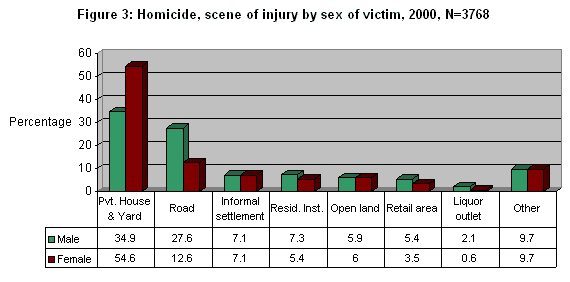 Figure 3: Homicide, scene of injury by sex of victim, 2000, N=3768
60
50
40
30
20
10
0
Percentage
Pvt. House & Yard
Road
Informal settlement
Resid. Inst.
Open land
Retail area
Liquor outlet
Other
Male 34.9 27.6 7.1 7.3 5.9 5.4 2.1 9.7
Female 54.6 12.6 7.1 5.4 6 3.5 0.6 9.7